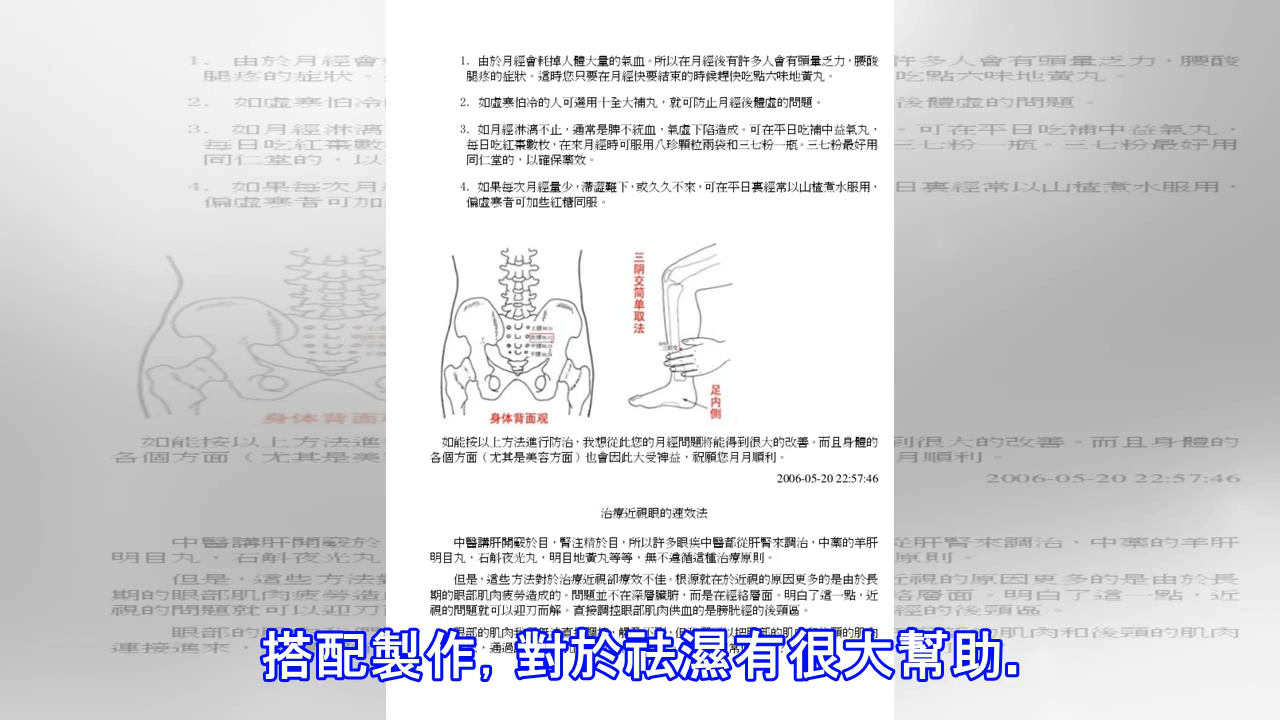 1. 由於月經會耗掉人體大量的氣血。所以在月經後有許多人會有頭暈乏力，腰酸
腿疼的症狀。這時您只要在月經快要結束的時候趕快吃點六味地黃丸。
2. 如虛寒怕冷的人可選用十全大補丸，就可防止月經後體虛的問題。
3. 如月經淋漓不止，通常是脾不統血，氣虛下陷造成。可在平日吃補中益氣丸，
每日吃紅棗數枚，在來月經時可服用八珍顆粒兩袋和三七粉一瓶。三七粉最好用
同仁堂的，以確保藥效。
4. 如果每次月經量少，滯澀難下，或久久不來，可在平日裏經常以山楂煮水服用，
偏虛寒者可加些紅糖同服。
三阴交简单取法
三阴交
足内侧
身体背面观
如能按以上方法進行防治，我想從此您的月經問題將能得到很大的改善。而且身體的
各個方面（尤其是美容方面）也會因此大受裨益，祝願您月月順利。
2006-05-20 22:57:46
治療近視眼的速效法
中醫講肝開竅於目，腎注精於目，所以許多眼疾中醫都從肝腎來調治，中藥的羊肝
明目丸，石斛夜光丸，明目地黃丸等等，無不遵循這種治療原則。
但是，這些方法對於治療近視卻療效不佳。根源就在於近視的原因更多的是由於長
期的眼部肌肉疲勞造成的。問題並不在深層臟腑，而是在經絡層面。明白了這一點，近
視的問題就可以迎刃而解。直接調控眼部肌肉供血的是膀胱經的後頸區。
搭配製作, 對於祛濕有很大幫助.